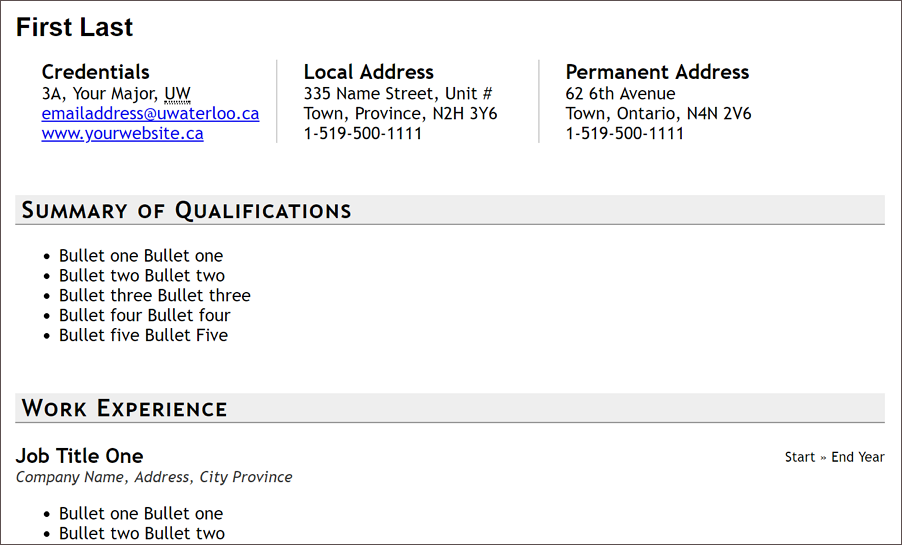 First Last
Credentials
3A, Your Major, UW
emailaddress@uwaterloo.ca
www.yourwebsite.ca
Local Address
335 Name Street, Unit #
Town, Province, N2H 3Y6
1-519-500-1111
Permanent Address
62 6th Avenue
Town, Ontario, N4N 2V6
1-519-500-1111
Summary of Qualifications
• Bullet one Bullet one
• Bullet two Bullet two
• Bullet three Bullet three
• Bullet four Bullet four
• Bullet five Bullet Five
Work Experience
Job Title One
Start » End Year
Company Name, Address, City Province
• Bullet one Bullet one
• Bullet two Bullet two